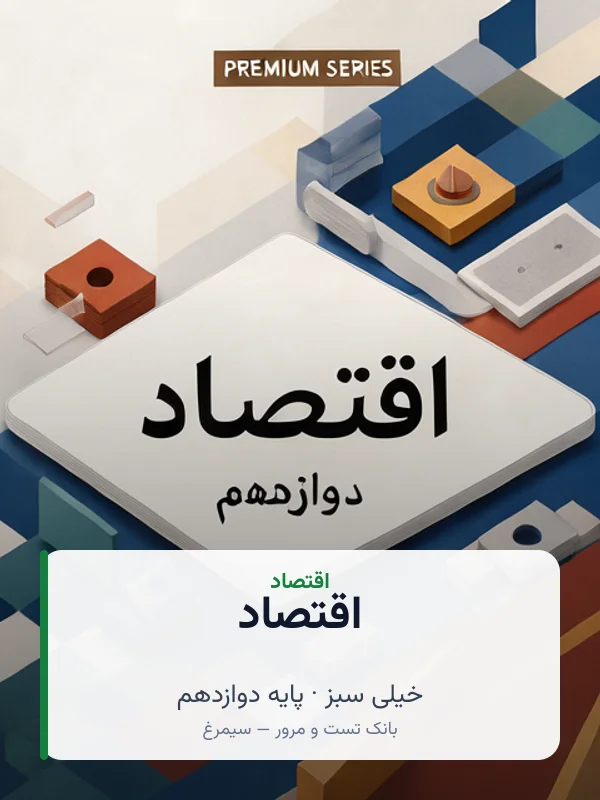 PREMIUM SERIES
اقتصاد
دوازدهم
اقتصاد
اقتصاد
خیلی سبز · پایه دوازدهم
بانک تست و مرور — سیمرغ